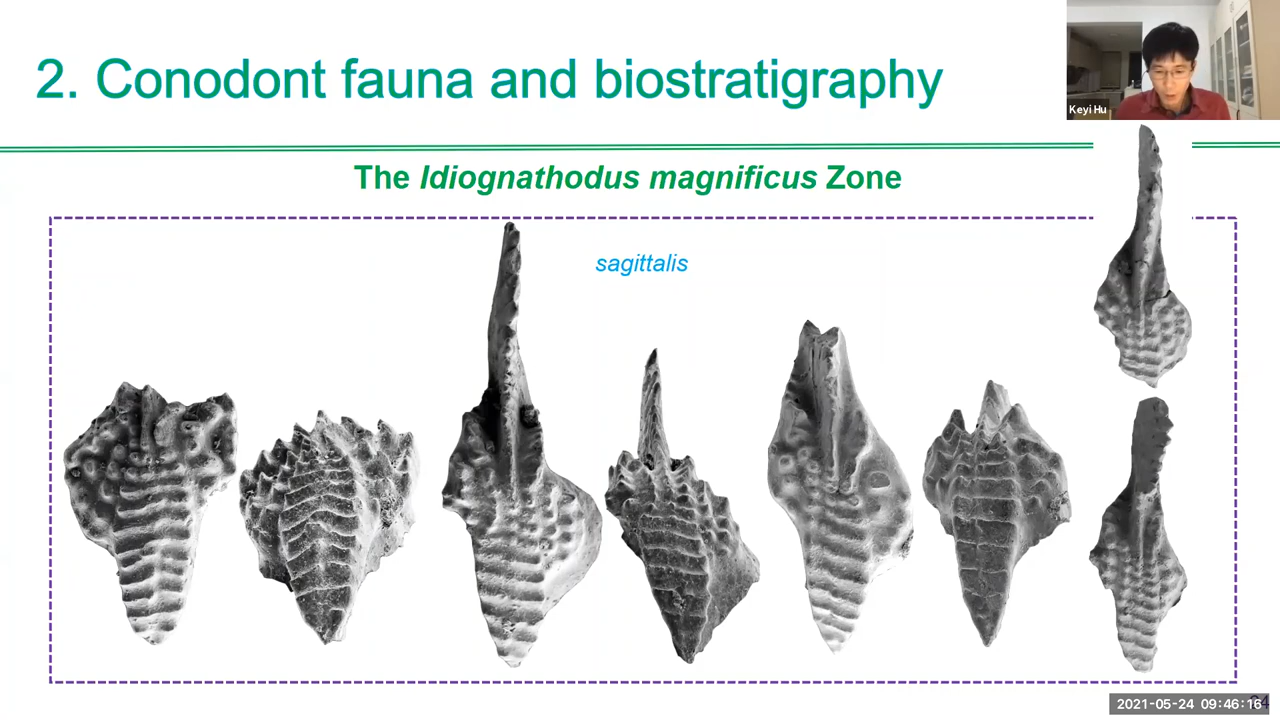 2. Conodont fauna and biostratigraphy
Keyi Hu
The Idiognathodus magnificus Zone
sagittalis
2021-05-24 09:46:16